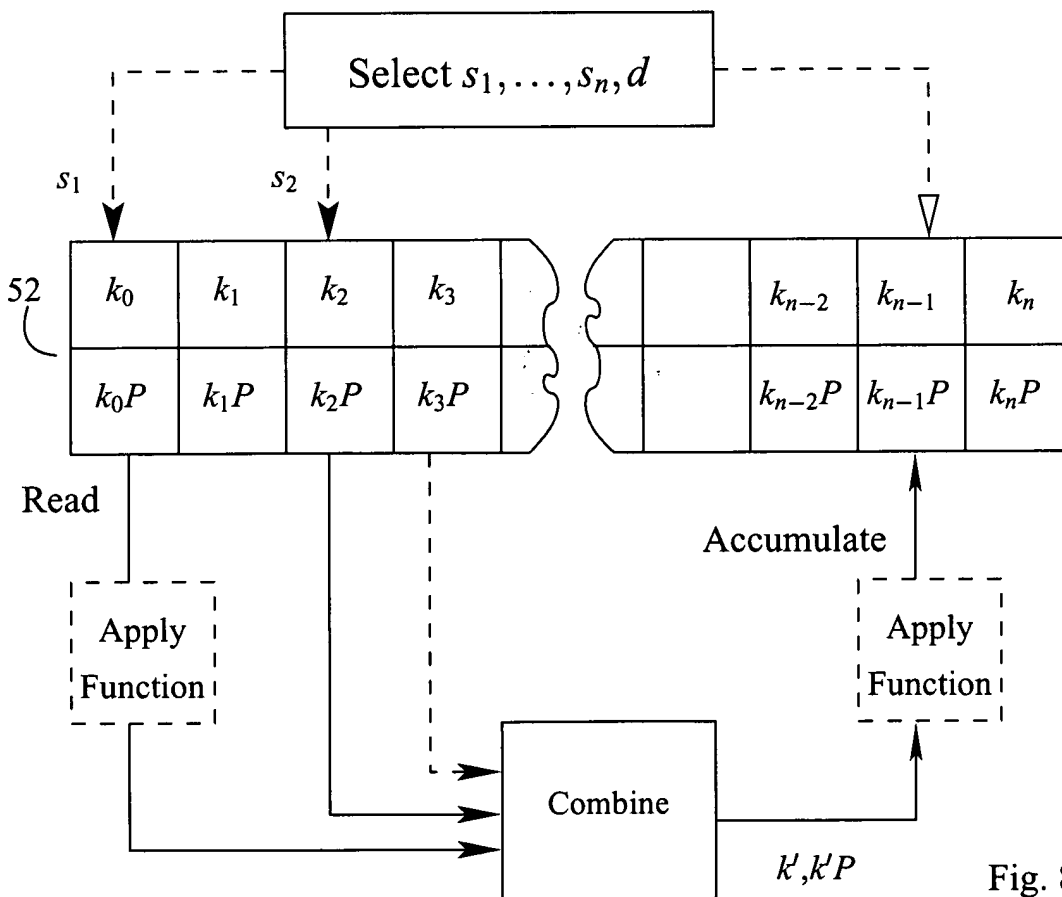 Select s₁,…,sₙ,d
s₁ s₂
52
k₀ k₁ k₂ k₃ kₙ₋₂ kₙ₋₁ kₙ
k₀P k₁P k₂P k₃P kₙ₋₂P kₙ₋₁P kₙP
Read
Accumulate
Apply
Function
Apply
Function
Combine
k′,k′P
Fig.